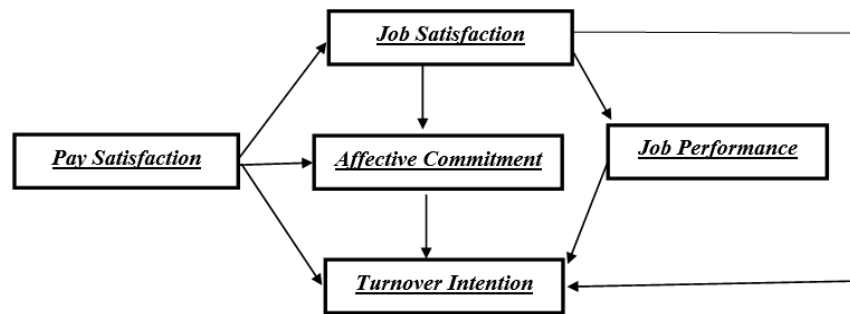 Job Satisfaction
Pay Satisfaction
Affective Commitment
Job Performance
Turnover Intention